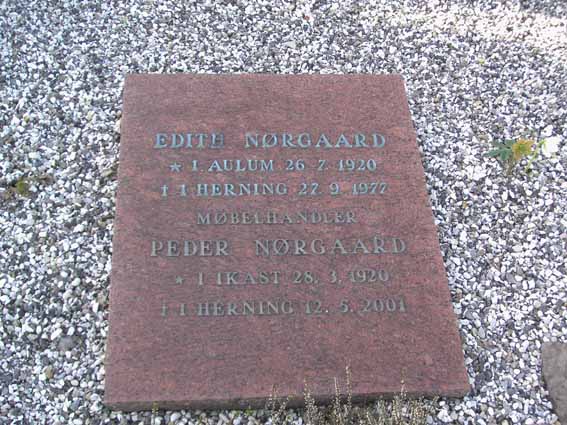 EDITH NØRGAARD
* I AULUM 26.7.1920
† I HERNING 27.9.1977
MØBELHANDLER
PEDER NØRGAARD
* I IKAST 28.3.1920
† I HERNING 12.5.2001